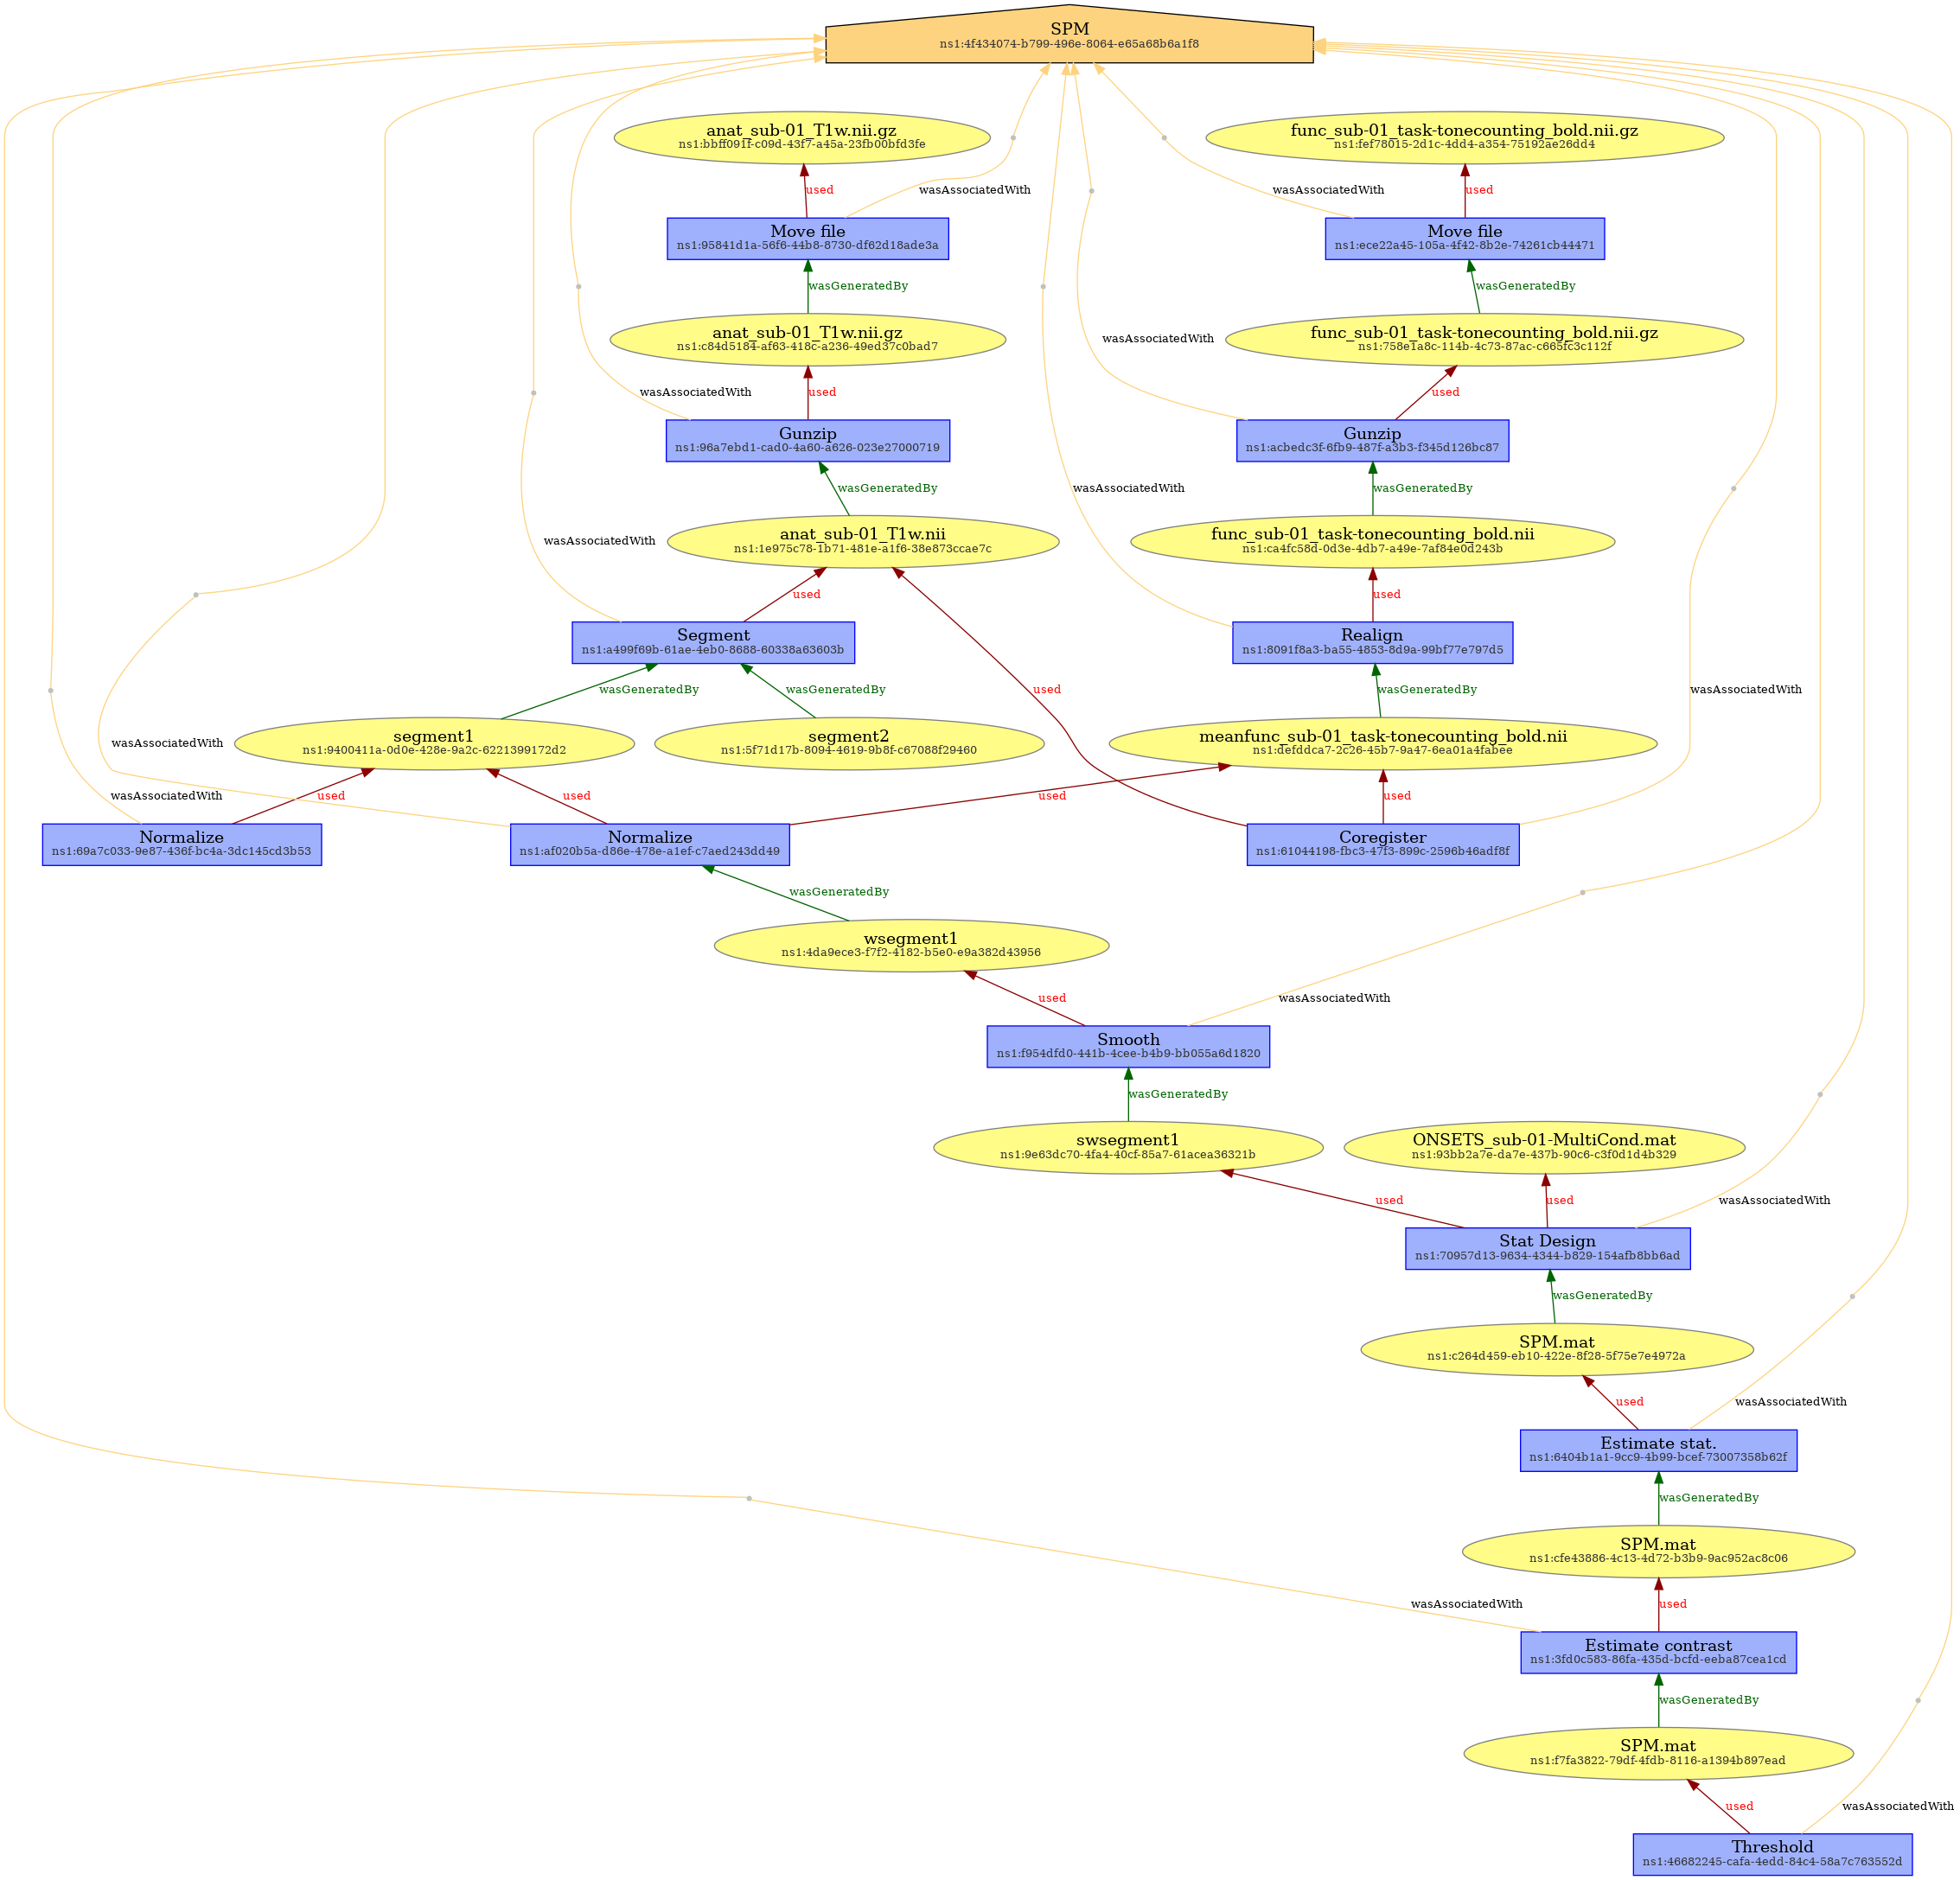 SPM
ns1:4f434074-b799-496e-8064-e65a68b6a1f8
anat_sub-01_T1w.nii.gz
ns1:bbff091f-c09d-43f7-a45a-23fb00bfd3fe
func_sub-01_task-tonecounting_bold.nii.gz
ns1:fef78015-2d1c-4dd4-a354-75192ae26dd4
used
wasAssociatedWith
wasAssociatedWith
used
Move file
ns1:95841d1a-56f6-44b8-8730-df62d18ade3a
Move file
ns1:ece22a45-105a-4f42-8b2e-74261cb44471
wasGeneratedBy
wasGeneratedBy
anat_sub-01_T1w.nii.gz
ns1:c84d5184-af63-418c-a236-49ed37c0bad7
wasAssociatedWith
func_sub-01_task-tonecounting_bold.nii.gz
ns1:758e1a8c-114b-4c73-87ac-c665fc3c112f
wasAssociatedWith
used
used
Gunzip
ns1:96a7ebd1-cad0-4a60-a626-023e27000719
Gunzip
ns1:acbedc3f-6fb9-487f-a3b3-f345d126bc87
wasGeneratedBy
wasAssociatedWith
wasGeneratedBy
wasAssociatedWith
anat_sub-01_T1w.nii
ns1:1e975c78-1b71-481e-a1f6-38e873ccae7c
func_sub-01_task-tonecounting_bold.nii
ns1:ca4fc58d-0d3e-4db7-a49e-7af84e0d243b
used
used
Segment
ns1:a499f69b-61ae-4eb0-8688-60338a63603b
Realign
ns1:8091f8a3-ba55-4853-8d9a-99bf77e797d5
wasGeneratedBy
wasGeneratedBy
used
wasGeneratedBy
wasAssociatedWith
wasAssociatedWith
segment1
ns1:9400411a-0d0e-428e-9a2c-6221399172d2
segment2
ns1:5f71d17b-8094-4619-9b8f-c67088f29460
meanfunc_sub-01_task-tonecounting_bold.nii
ns1:defddca7-2c26-45b7-9a47-6ea01a4fabee
wasAssociatedWith
used
used
used
used
Normalize
ns1:69a7c033-9e87-436f-bc4a-3dc145cd3b53
Normalize
ns1:af020b5a-d86e-478e-a1ef-c7aed243dd49
Coregister
ns1:61044198-fbc3-47f3-899c-2596b46adf8f
wasGeneratedBy
wsegment1
ns1:4da9ece3-f7f2-4182-b5e0-e9a382d43956
used
wasAssociatedWith
Smooth
ns1:f954dfd0-441b-4cee-b4b9-bb055a6d1820
wasGeneratedBy
swsegment1
ns1:9e63dc70-4fa4-40cf-85a7-61acea36321b
ONSETS_sub-01-MultiCond.mat
ns1:93bb2a7e-da7e-437b-90c6-c3f0d1d4b329
used
used
wasAssociatedWith
Stat Design
ns1:70957d13-9634-4344-b829-154afb8bb6ad
wasGeneratedBy
SPM.mat
ns1:c264d459-eb10-422e-8f28-5f75e7e4972a
used
wasAssociatedWith
Estimate stat.
ns1:6404b1a1-9cc9-4b99-bcef-73007358b62f
wasGeneratedBy
SPM.mat
ns1:cfe43886-4c13-4d72-b3b9-9ac952ac8c06
wasAssociatedWith
used
Estimate contrast
ns1:3fd0c583-86fa-435d-bcfd-eeba87cea1cd
wasGeneratedBy
SPM.mat
ns1:f7fa3822-79df-4fdb-8116-a1394b897ead
used
wasAssociatedWith
Threshold
ns1:46682245-cafa-4edd-84c4-58a7c763552d